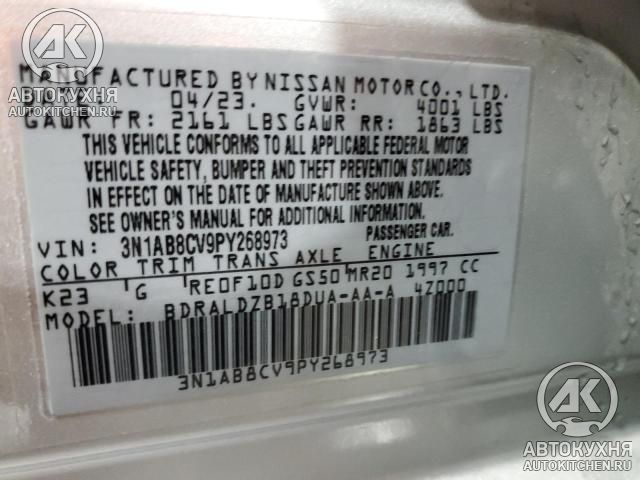 АВТОКУХНЯ
AUTOKITCHEN.RU
MANUFACTURED BY NISSAN MOTOR CO., LTD.
04/23. GVWR: 4001 LBS
GAWR FR: 2161 LBS GAWR RR: 1863 LBS
THIS VEHICLE CONFORMS TO ALL APPLICABLE FEDERAL MOTOR
VEHICLE SAFETY, BUMPER AND THEFT PREVENTION STANDARDS
IN EFFECT ON THE DATE OF MANUFACTURE SHOWN ABOVE.
SEE OWNER'S MANUAL FOR ADDITIONAL INFORMATION.
VIN: 3N1AB8CV9PY268973 PASSENGER CAR.
COLOR TRIM TRANS AXLE ENGINE
K23 G RE0F10D GS50 MR20 1997 CC
MODEL: BDRALDZB18DUA-AA-A 4Z000
3N1AB8CV9PY268973
АК
АВТОКУХНЯ
AUTOKITCHEN.RU